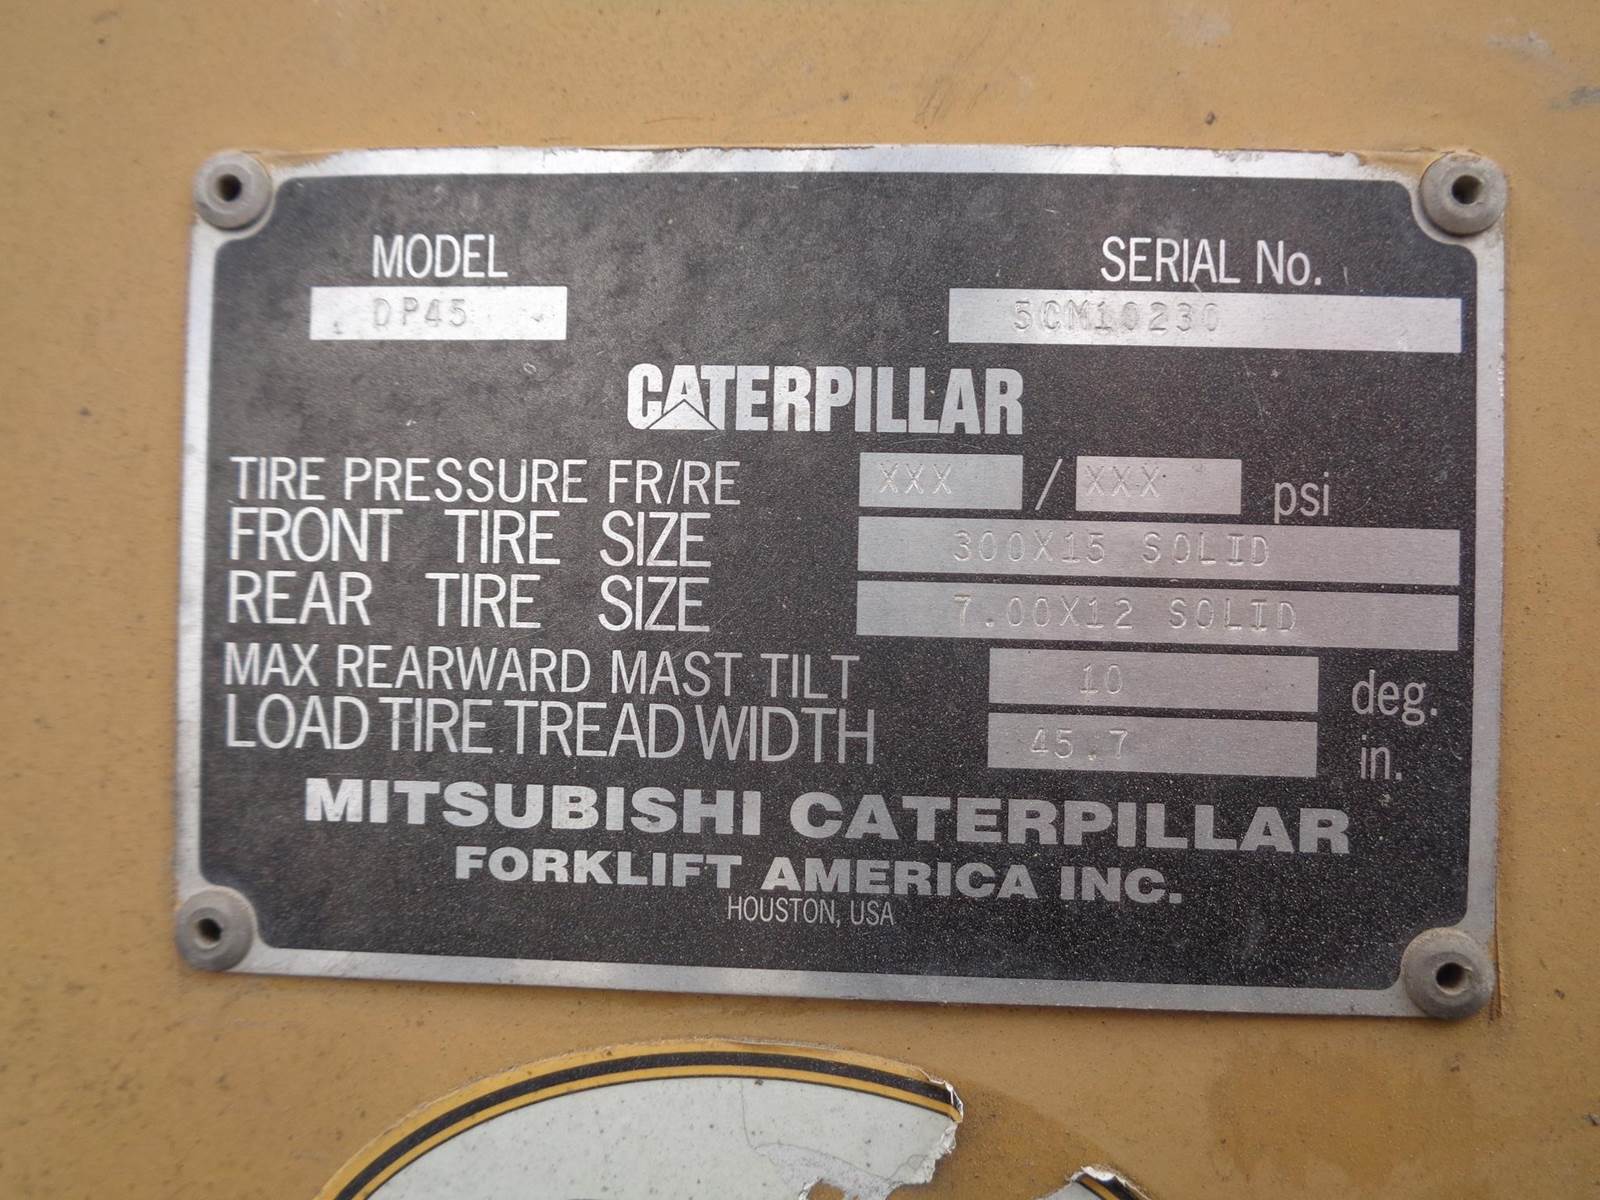 MODEL SERIAL No.
DP45 5CM10230
CATERPILLAR
TIRE PRESSURE FR/RE XXX / XXX psi
FRONT TIRE SIZE 300X15 SOLID
REAR TIRE SIZE 7.00X12 SOLID
MAX REARWARD MAST TILT 10 deg.
LOAD TIRE TREAD WIDTH 45.7 in.
MITSUBISHI CATERPILLAR
FORKLIFT AMERICA INC.
HOUSTON, USA